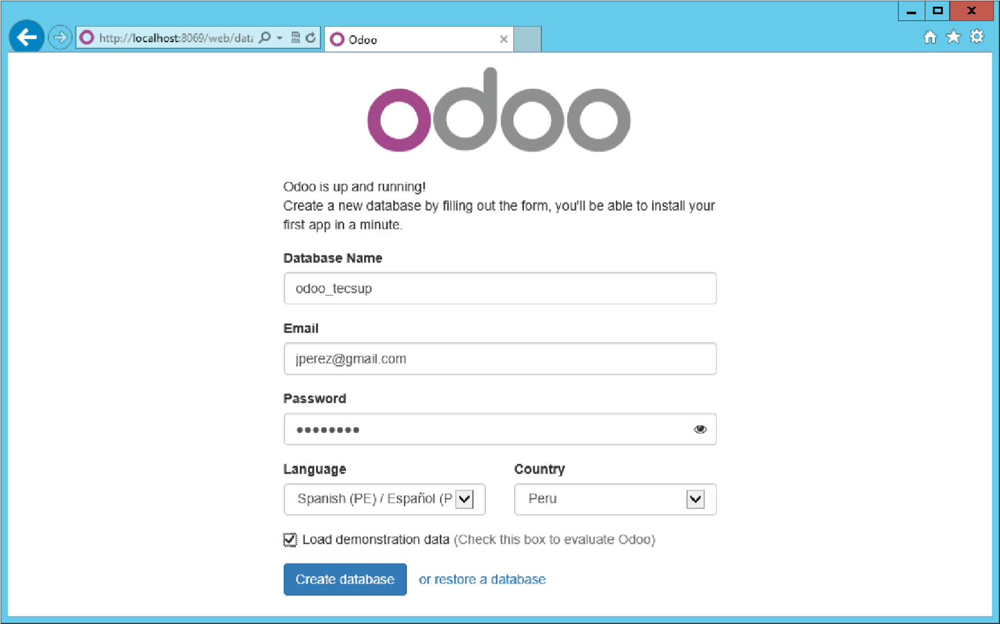 http://localhost:8069/web/data
Odoo
odoo
Odoo is up and running!
Create a new database by filling out the form, you'll be able to install your
first app in a minute.
Database Name
odoo_tecsup
Email
jperez@gmail.com
Password
Language Country
Spanish (PE) / Español (P Peru
Load demonstration data (Check this box to evaluate Odoo)
Create database or restore a database